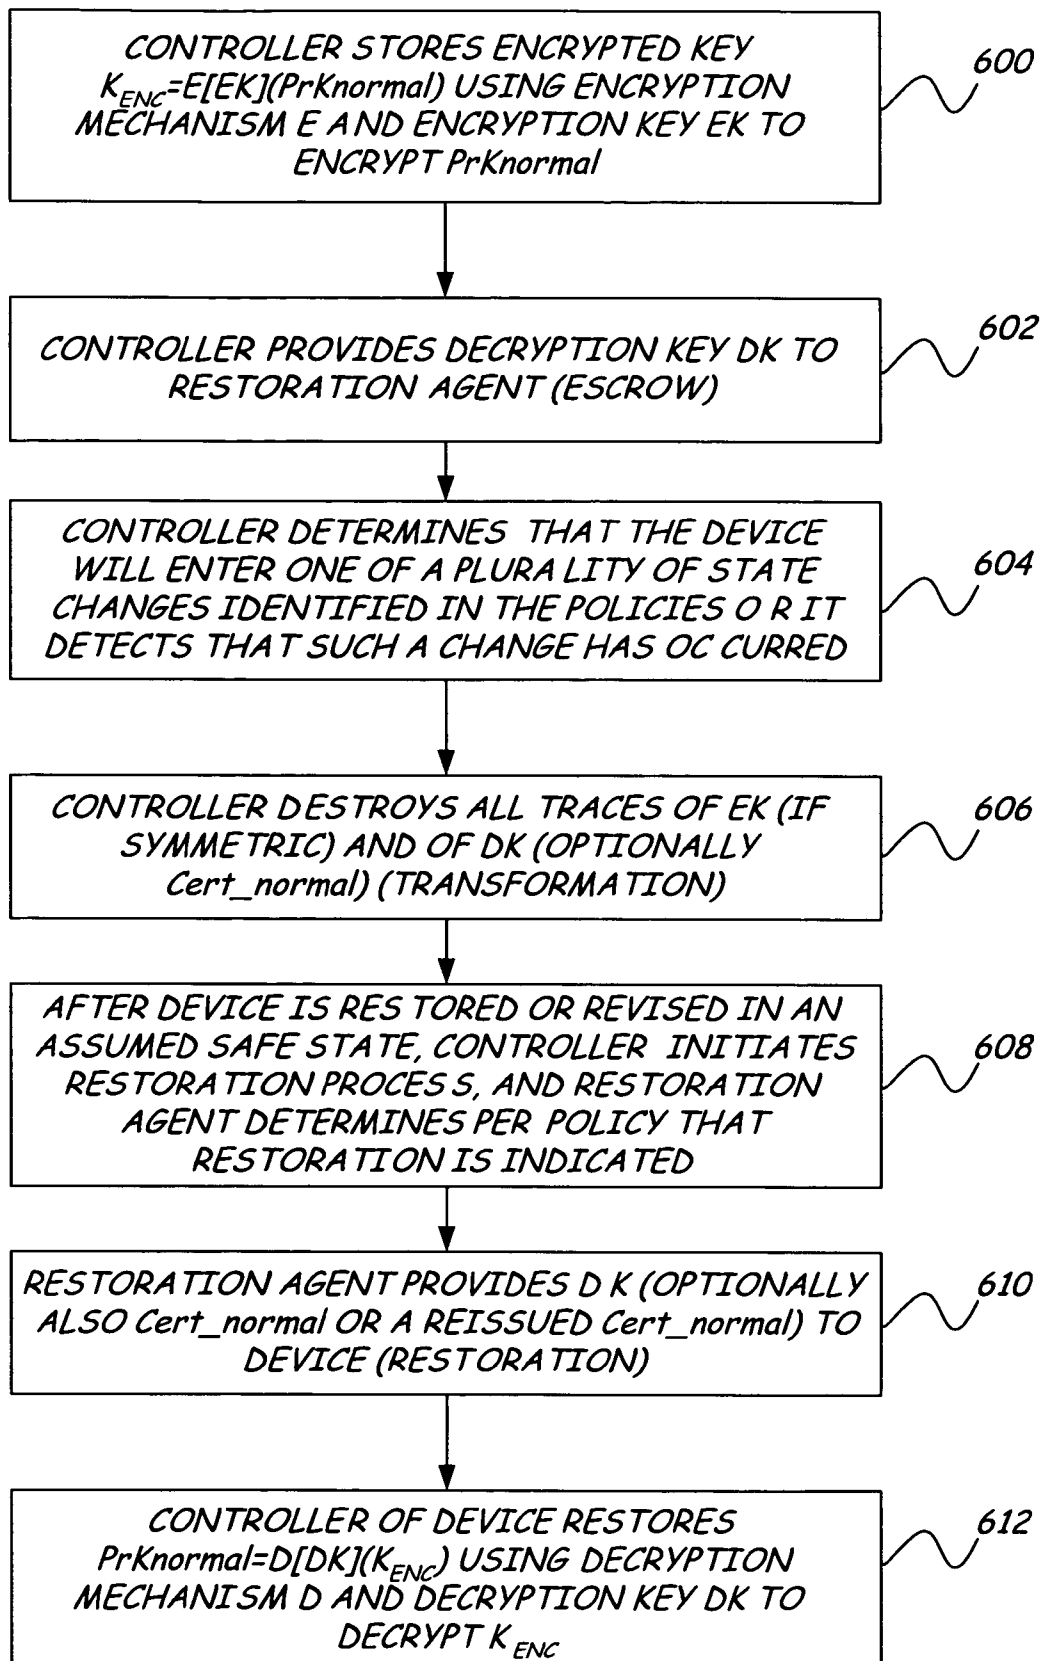 CONTROLLER STORES ENCRYPTED KEY
K_ENC=E[EK](PrKnormal) USING ENCRYPTION
MECHANISM E AND ENCRYPTION KEY EK TO
ENCRYPT PrKnormal
600
CONTROLLER PROVIDES DECRYPTION KEY DK TO
RESTORATION AGENT (ESCROW)
602
CONTROLLER DETERMINES THAT THE DEVICE
WILL ENTER ONE OF A PLURALITY OF STATE
CHANGES IDENTIFIED IN THE POLICIES OR IT
DETECTS THAT SUCH A CHANGE HAS OCCURRED
604
CONTROLLER DESTROYS ALL TRACES OF EK (IF
SYMMETRIC) AND OF DK (OPTIONALLY
Cert_normal) (TRANSFORMATION)
606
AFTER DEVICE IS RESTORED OR REVISED IN AN
ASSUMED SAFE STATE, CONTROLLER INITIATES
RESTORATION PROCESS, AND RESTORATION
AGENT DETERMINES PER POLICY THAT
RESTORATION IS INDICATED
608
RESTORATION AGENT PROVIDES DK (OPTIONALLY
ALSO Cert_normal OR A REISSUED Cert_normal) TO
DEVICE (RESTORATION)
610
CONTROLLER OF DEVICE RESTORES
PrKnormal=D[DK](K_ENC) USING DECRYPTION
MECHANISM D AND DECRYPTION KEY DK TO
DECRYPT K_ENC
612